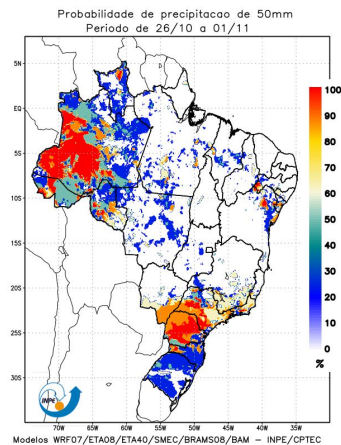 Probabilidade de precipitacao de 50mm
Periodo de 26/10 a 01/11
5N
EQ
5S
10S
15S
20S
25S
30S
70W 65W 60W 55W 50W 45W 40W 35W
100
90
80
70
60
50
40
30
20
10
0
%
INPE
Modelos WRF07/ETA08/ETA40/SMEC/BRAMS08/BAM - INPE/CPTEC